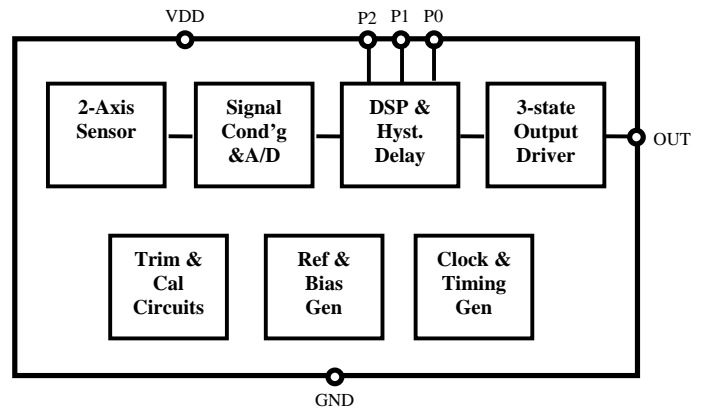 VDD
P2 P1 P0
2-Axis
Sensor
Signal
Cond'g
&A/D
DSP &
Hyst.
Delay
3-state
Output
Driver
OUT
Trim &
Cal
Circuits
Ref &
Bias
Gen
Clock &
Timing
Gen
GND